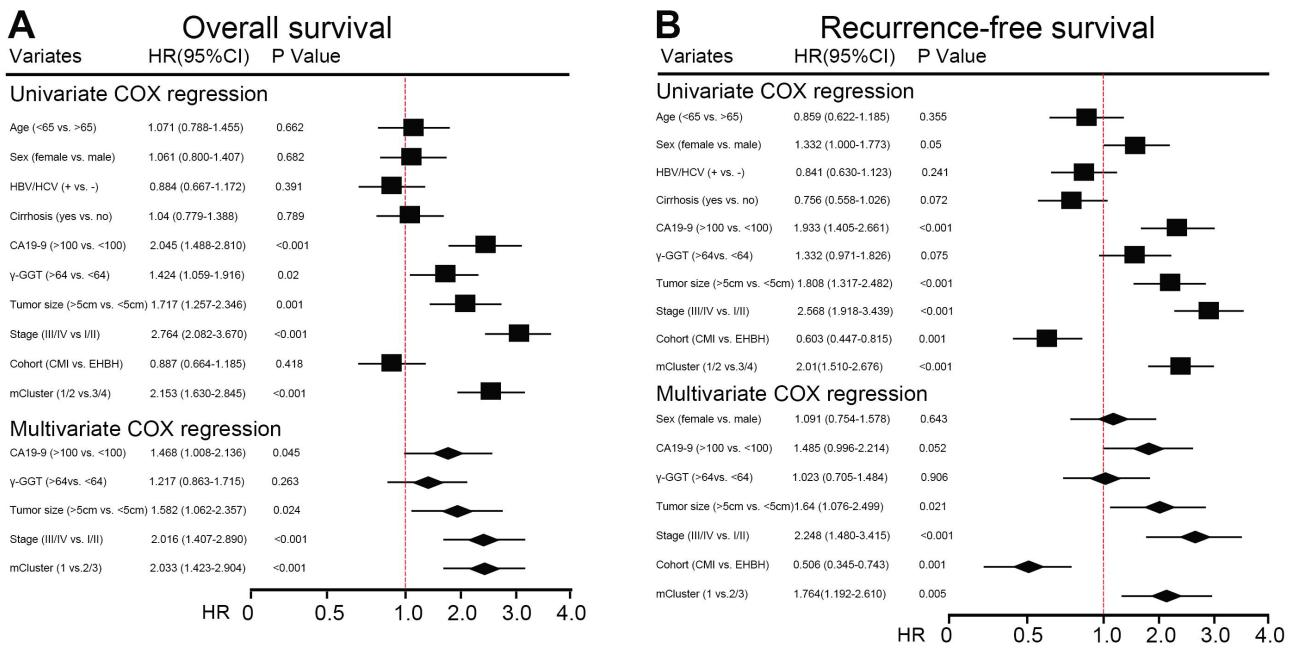 A Overall survival
Variates HR(95%CI) P Value
Univariate COX regression
Age (<65 vs. >65) 1.071 (0.788-1.455) 0.662
Sex (female vs. male) 1.061 (0.800-1.407) 0.682
HBV/HCV (+ vs. -) 0.884 (0.667-1.172) 0.391
Cirrhosis (yes vs. no) 1.04 (0.779-1.388) 0.789
CA19-9 (>100 vs. <100) 2.045 (1.488-2.810) <0.001
γ-GGT (>64 vs. <64) 1.424 (1.059-1.916) 0.02
Tumor size (>5cm vs. <5cm) 1.717 (1.257-2.346) 0.001
Stage (III/IV vs I/II) 2.764 (2.082-3.670) <0.001
Cohort (CMI vs. EHBH) 0.887 (0.664-1.185) 0.418
mCluster (1/2 vs.3/4) 2.153 (1.630-2.845) <0.001
Multivariate COX regression
CA19-9 (>100 vs. <100) 1.468 (1.008-2.136) 0.045
γ-GGT (>64vs. <64) 1.217 (0.863-1.715) 0.263
Tumor size (>5cm vs. <5cm) 1.582 (1.062-2.357) 0.024
Stage (III/IV vs. I/II) 2.016 (1.407-2.890) <0.001
mCluster (1 vs.2/3) 2.033 (1.423-2.904) <0.001
HR 0 0.5 1.0 2.0 3.0 4.0
B Recurrence-free survival
Variates HR(95%CI) P Value
Univariate COX regression
Age (<65 vs. >65) 0.859 (0.622-1.185) 0.355
Sex (female vs. male) 1.332 (1.000-1.773) 0.05
HBV/HCV (+ vs. -) 0.841 (0.630-1.123) 0.241
Cirrhosis (yes vs. no) 0.756 (0.558-1.026) 0.072
CA19-9 (>100 vs. <100) 1.933 (1.405-2.661) <0.001
γ-GGT (>64vs. <64) 1.332 (0.971-1.826) 0.075
Tumor size (>5cm vs. <5cm) 1.808 (1.317-2.482) <0.001
Stage (III/IV vs. I/II) 2.568 (1.918-3.439) <0.001
Cohort (CMI vs. EHBH) 0.603 (0.447-0.815) 0.001
mCluster (1/2 vs.3/4) 2.01(1.510-2.676) <0.001
Multivariate COX regression
Sex (female vs. male) 1.091 (0.754-1.578) 0.643
CA19-9 (>100 vs. <100) 1.485 (0.996-2.214) 0.052
γ-GGT (>64vs. <64) 1.023 (0.705-1.484) 0.906
Tumor size (>5cm vs. <5cm)1.64 (1.076-2.499) 0.021
Stage (III/IV vs. I/II) 2.248 (1.480-3.415) <0.001
Cohort (CMI vs. EHBH) 0.506 (0.345-0.743) 0.001
mCluster (1 vs.2/3) 1.764(1.192-2.610) 0.005
HR 0 0.5 1.0 2.0 3.0 4.0